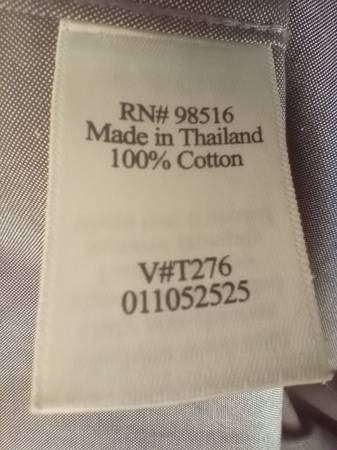 RN# 98516
Made in Thailand
100% Cotton
V#T276
011052525